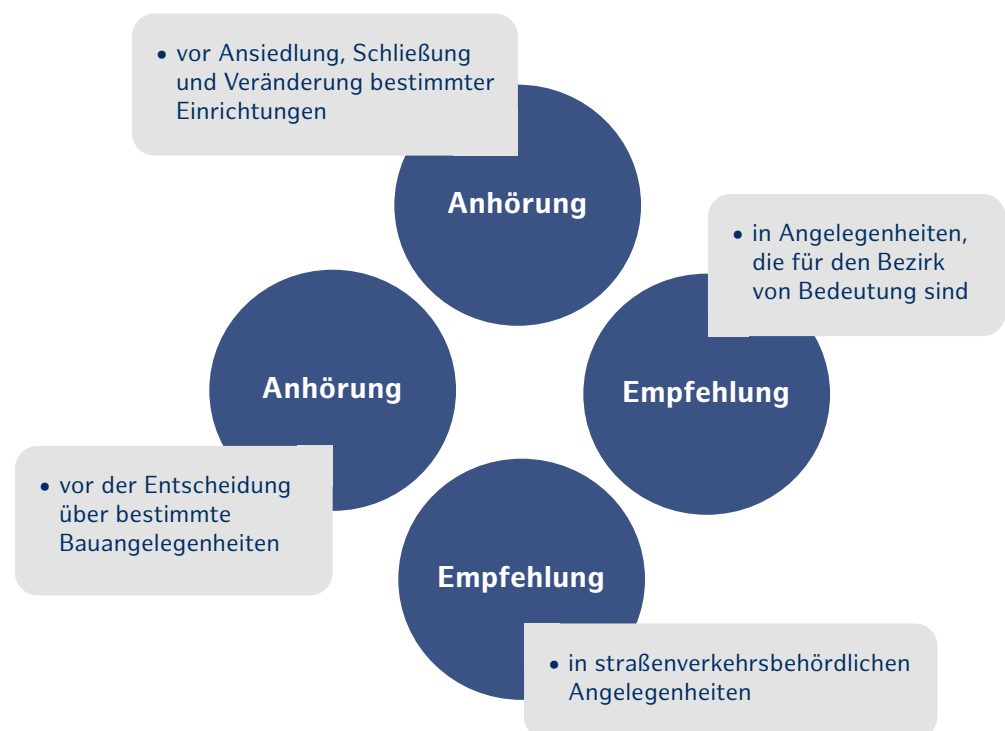 • vor Ansiedlung, Schließung
und Veränderung bestimmter
Einrichtungen
Anhörung
• in Angelegenheiten,
die für den Bezirk
von Bedeutung sind
Empfehlung
Anhörung
• vor der Entscheidung
über bestimmte
Bauangelegenheiten
Empfehlung
• in straßenverkehrsbehördlichen
Angelegenheiten